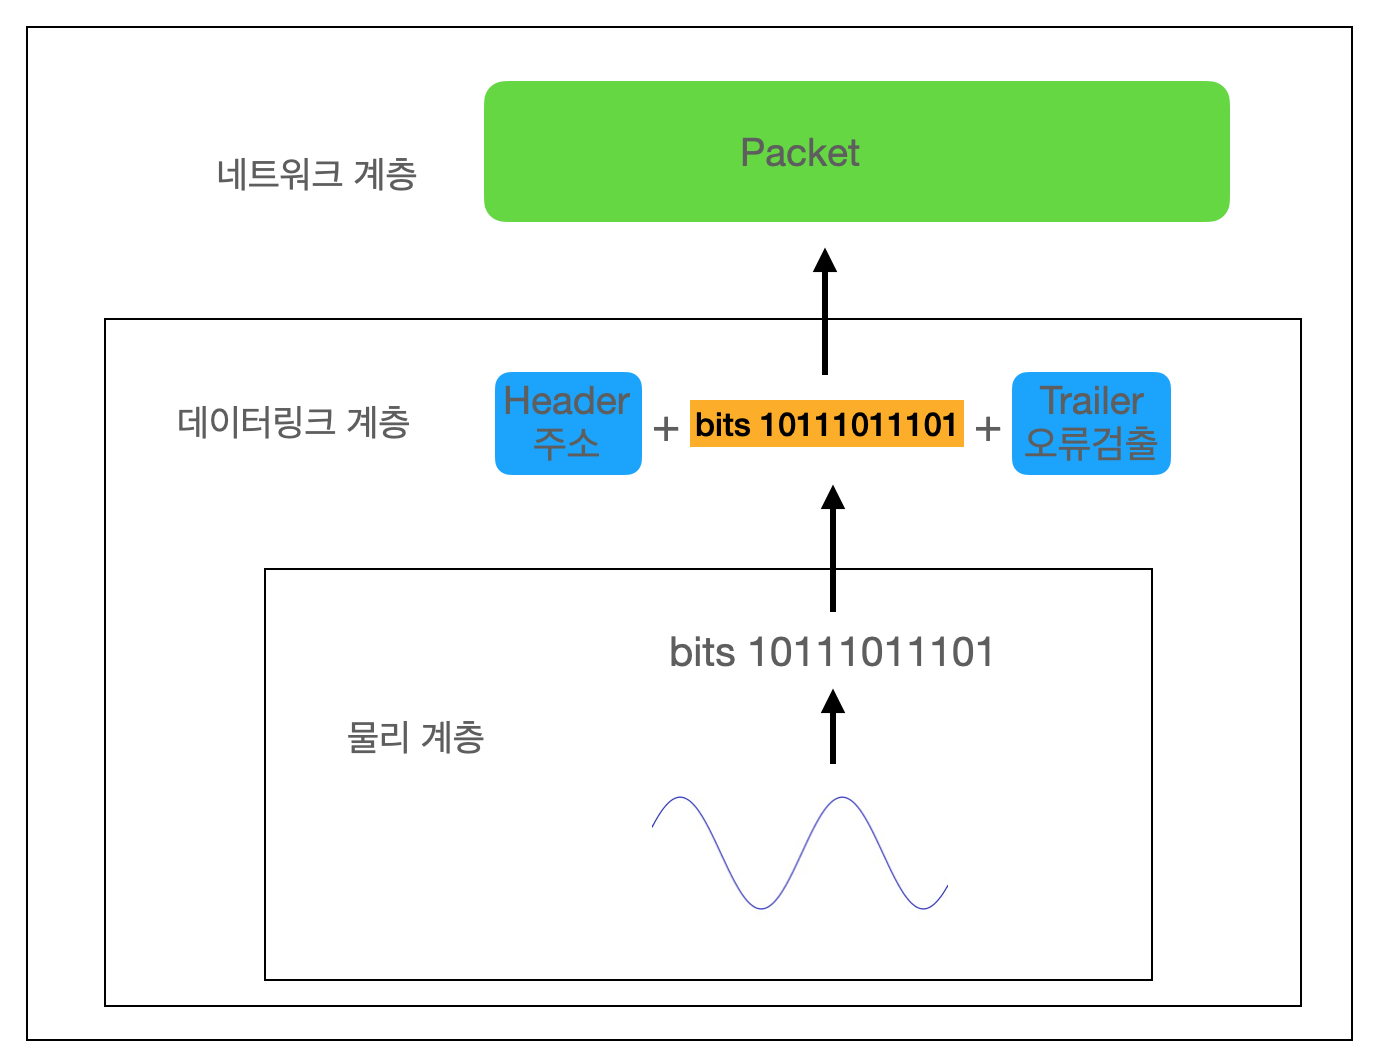 Packet
네트워크 계층
데이터링크 계층
Header
주소
+
bits 10111011101
+
Trailer
오류검출
bits 10111011101
물리 계층